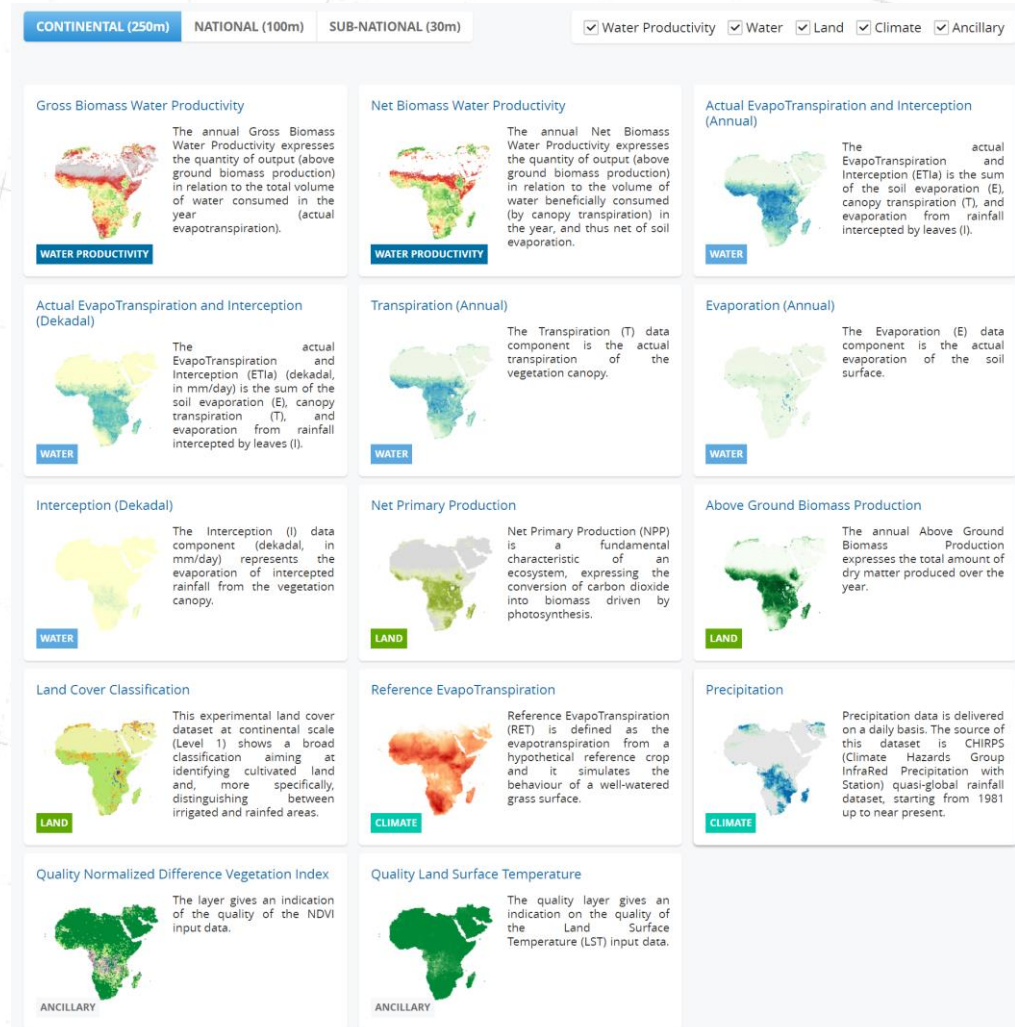 CONTINENTAL (250m) NATIONAL (100m) SUB-NATIONAL (30m) Water Productivity Water Land Climate Ancillary
Gross Biomass Water Productivity
The annual Gross Biomass
Water Productivity expresses
the quantity of output (above
ground biomass production)
in relation to the total volume
of water consumed in the
year (actual
evapotranspiration).
WATER PRODUCTIVITY
Net Biomass Water Productivity
The annual Net Biomass
Water Productivity expresses
the quantity of output (above
ground biomass production)
in relation to the volume of
water beneficially consumed
(by canopy transpiration) in
the year, and thus net of soil
evaporation.
WATER PRODUCTIVITY
Actual EvapoTranspiration and Interception
(Annual)
The actual
EvapoTranspiration and
Interception (ETIa) is the sum
of the soil evaporation (E),
canopy transpiration (T), and
evaporation from rainfall
intercepted by leaves (I).
WATER
Actual EvapoTranspiration and Interception
(Dekadal)
The actual
EvapoTranspiration and
Interception (ETIa) (dekadal,
in mm/day) is the sum of the
soil evaporation (E), canopy
transpiration (T), and
evaporation from rainfall
intercepted by leaves (I).
WATER
Transpiration (Annual)
The Transpiration (T) data
component is the actual
transpiration of the
vegetation canopy.
WATER
Evaporation (Annual)
The Evaporation (E) data
component is the actual
evaporation of the soil
surface.
WATER
Interception (Dekadal)
The Interception (I) data
component (dekadal, in
mm/day) represents the
evaporation of intercepted
rainfall from the vegetation
canopy.
WATER
Net Primary Production
Net Primary Production (NPP)
is a fundamental
characteristic of an
ecosystem, expressing the
conversion of carbon dioxide
into biomass driven by
photosynthesis.
LAND
Above Ground Biomass Production
The annual Above Ground
Biomass Production
expresses the total amount of
dry matter produced over the
year.
LAND
Land Cover Classification
This experimental land cover
dataset at continental scale
(Level 1) shows a broad
classification aiming at
identifying cultivated land
and, more specifically,
distinguishing between
irrigated and rainfed areas.
LAND
Reference EvapoTranspiration
Reference EvapoTranspiration
(RET) is defined as the
evapotranspiration from a
hypothetical reference crop
and it simulates the
behaviour of a well-watered
grass surface.
CLIMATE
Precipitation
Precipitation data is delivered
on a daily basis. The source of
this dataset is CHIRPS
(Climate Hazards Group
InfraRed Precipitation with
Station) quasi-global rainfall
dataset, starting from 1981
up to near present.
CLIMATE
Quality Normalized Difference Vegetation Index
The layer gives an indication
of the quality of the NDVI
input data.
ANCILLARY
Quality Land Surface Temperature
The quality layer gives an
indication on the quality of
the Land Surface
Temperature (LST) input data.
ANCILLARY